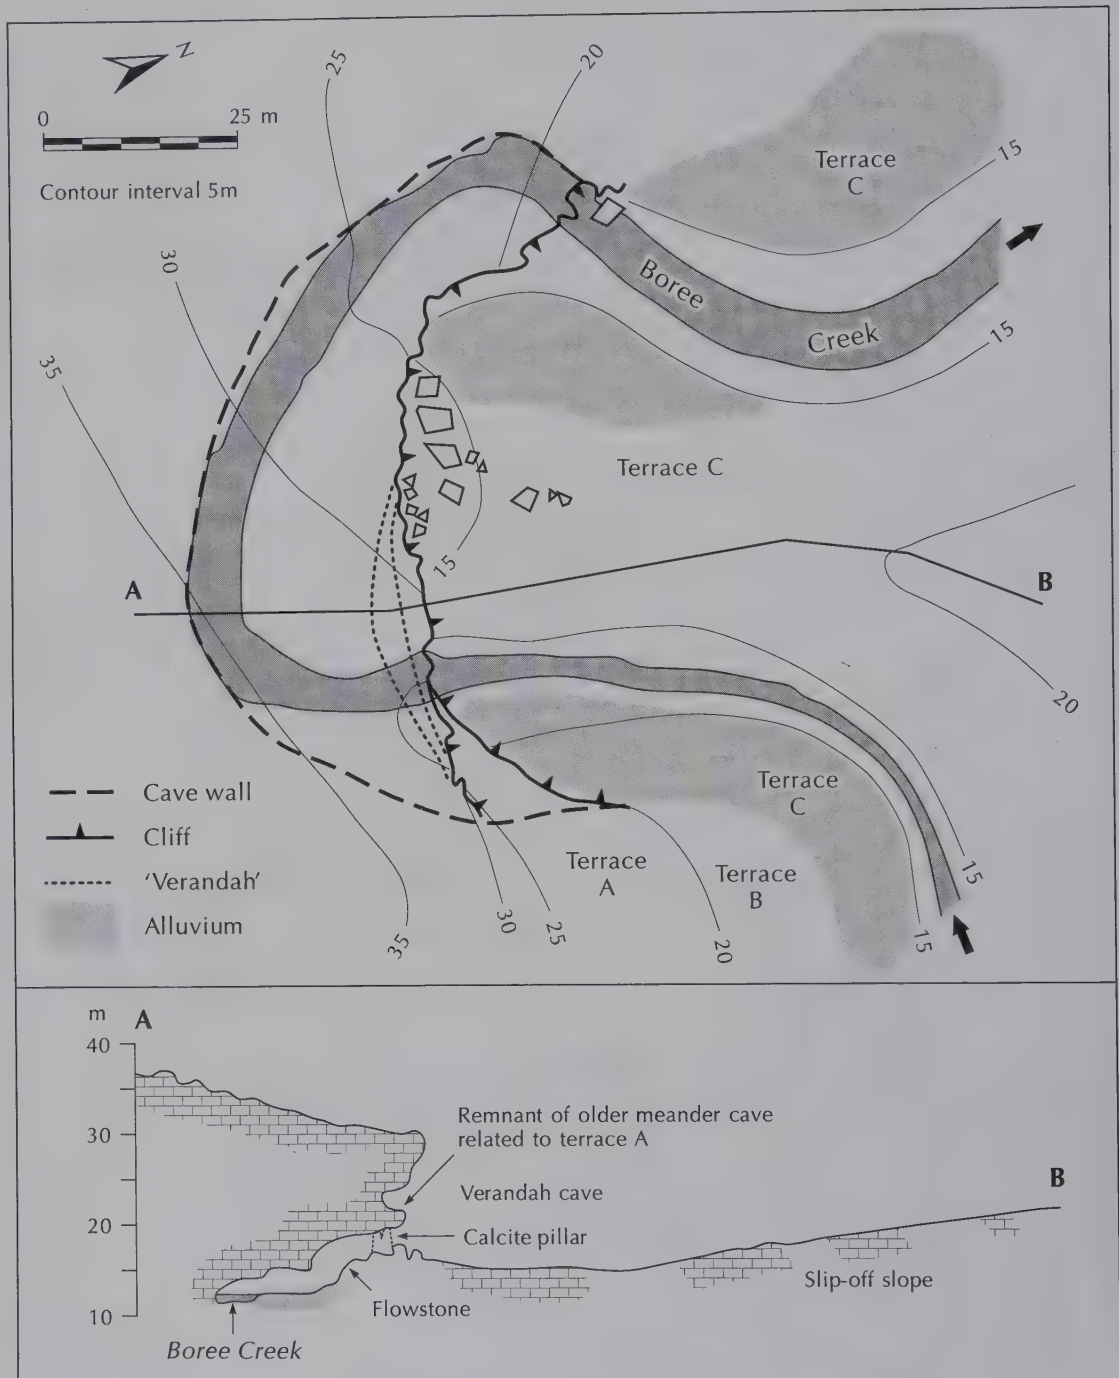 N
0 25 m
Contour interval 5m
25
20
Terrace
C
15
30
Boree
Creek
15
35
Terrace C
15
A
B
20
Cave wall
Cliff
'Verandah'
Alluvium
Terrace
C
Terrace
A
Terrace
B
15
35
30
25
20
15
m
A
40
30
20
10
Remnant of older meander cave
related to terrace A
Verandah cave
Calcite pillar
B
Slip-off slope
Flowstone
Boree Creek